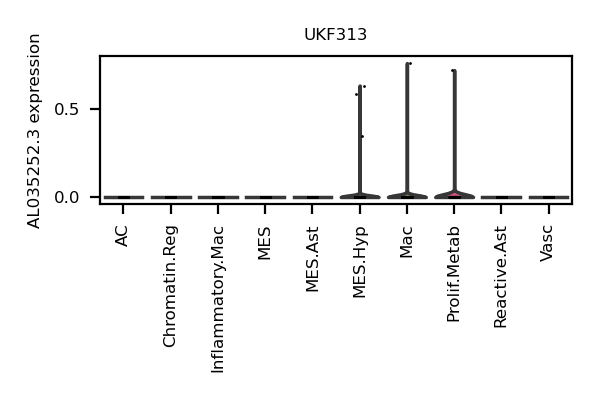 UKF313
AL035252.3 expression
0.5
0.0
AC
Chromatin.Reg
Inflammatory.Mac
MES
MES.Ast
MES.Hyp
Mac
Prolif.Metab
Reactive.Ast
Vasc